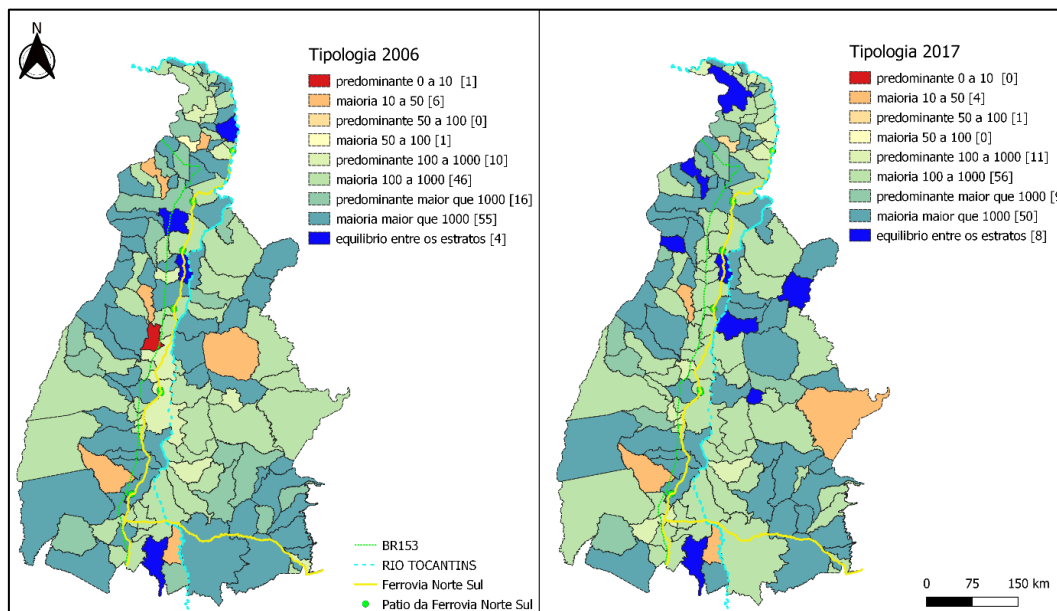 N
Tipologia 2006
predominante 0 a 10 [1]
maioria 10 a 50 [6]
predominante 50 a 100 [0]
maioria 50 a 100 [1]
predominante 100 a 1000 [10]
maioria 100 a 1000 [46]
predominante maior que 1000 [16]
maioria maior que 1000 [55]
equilibrio entre os estratos [4]
BR153
RIO TOCANTINS
Ferrovia Norte Sul
Patio da Ferrovia Norte Sul
Tipologia 2017
predominante 0 a 10 [0]
maioria 10 a 50 [4]
predominante 50 a 100 [1]
maioria 50 a 100 [0]
predominante 100 a 1000 [11]
maioria 100 a 1000 [56]
predominante maior que 1000 [9
maioria maior que 1000 [50]
equilibrio entre os estratos [8]
0 75 150 km